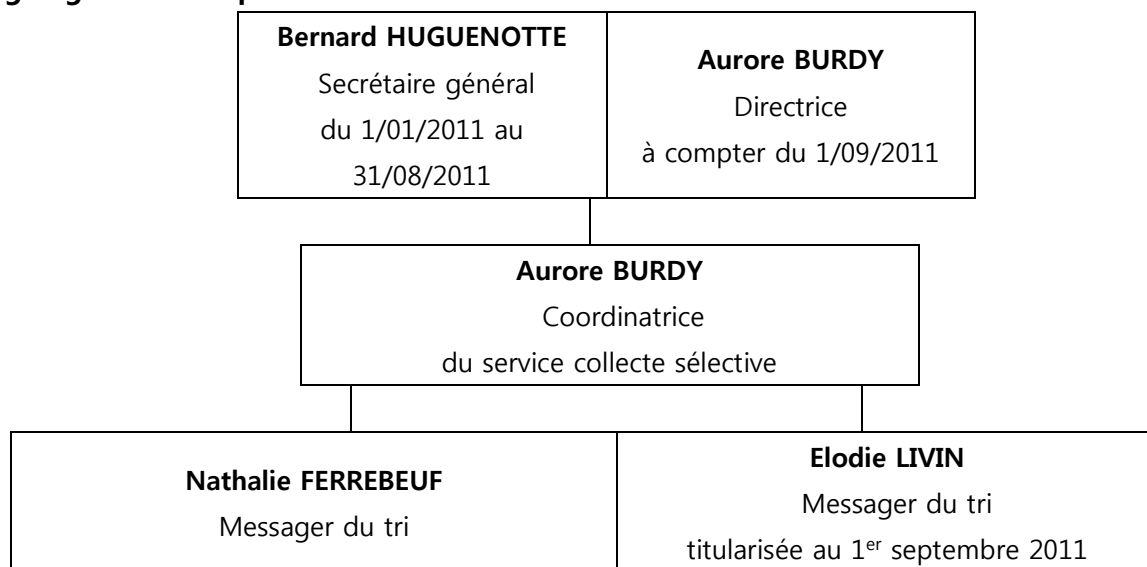 Bernard HUGUENOTTE
Secrétaire général
du 1/01/2011 au
31/08/2011
Aurore BURDY
Directrice
à compter du 1/09/2011
Aurore BURDY
Coordinatrice
du service collecte sélective
Nathalie FERREBEUF
Messager du tri
Elodie LIVIN
Messager du tri
titularisée au 1er septembre 2011